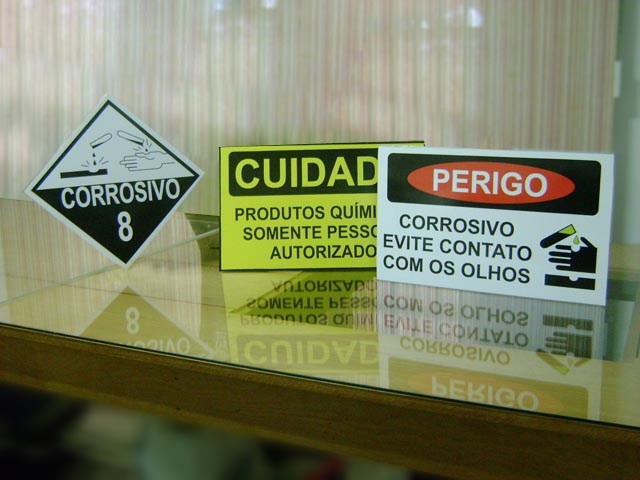 CORROSIVO
8
CUIDAD
PRODUTOS QUÍMI
SOMENTE PESSO
AUTORIZADO
PERIGO
CORROSIVO
EVITE CONTATO
COM OS OLHOS